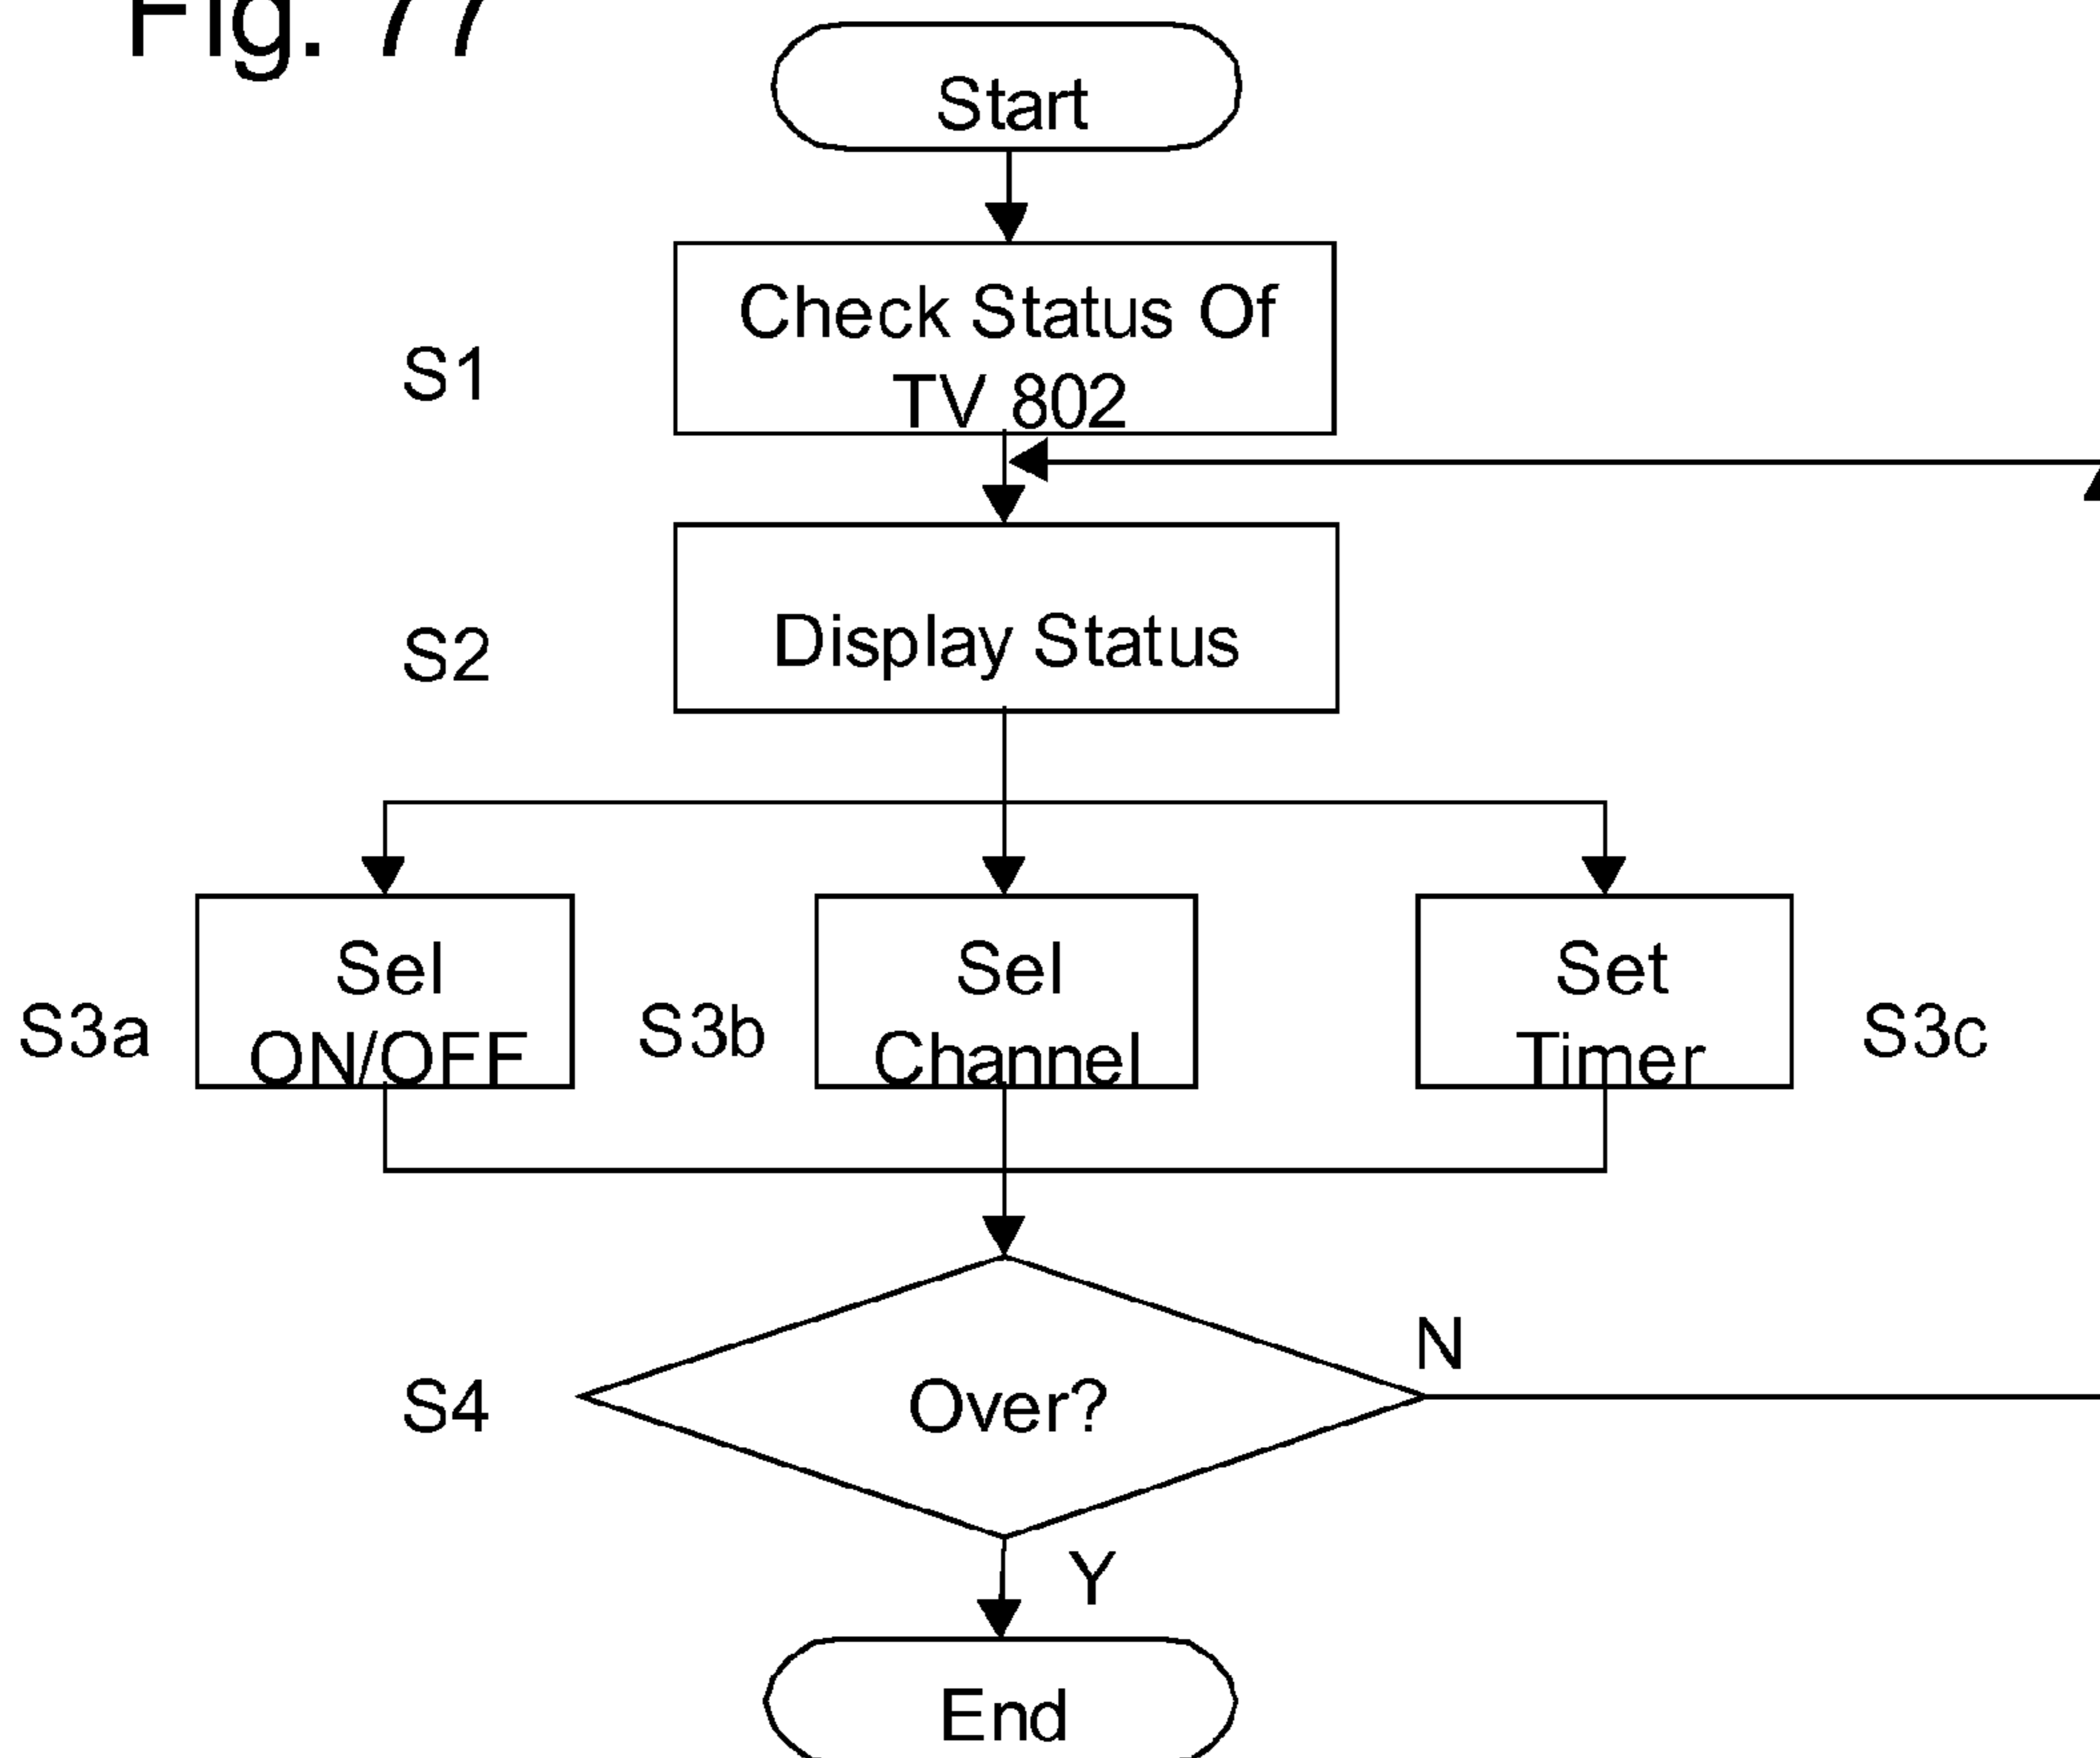 Fig. 77
Start
S1
Check Status Of
TV 802
S2
Display Status
S3a
Sel
ON/OFF
S3b
Sel
Channel
Set
Timer
S3c
S4
Over?
N
Y
End